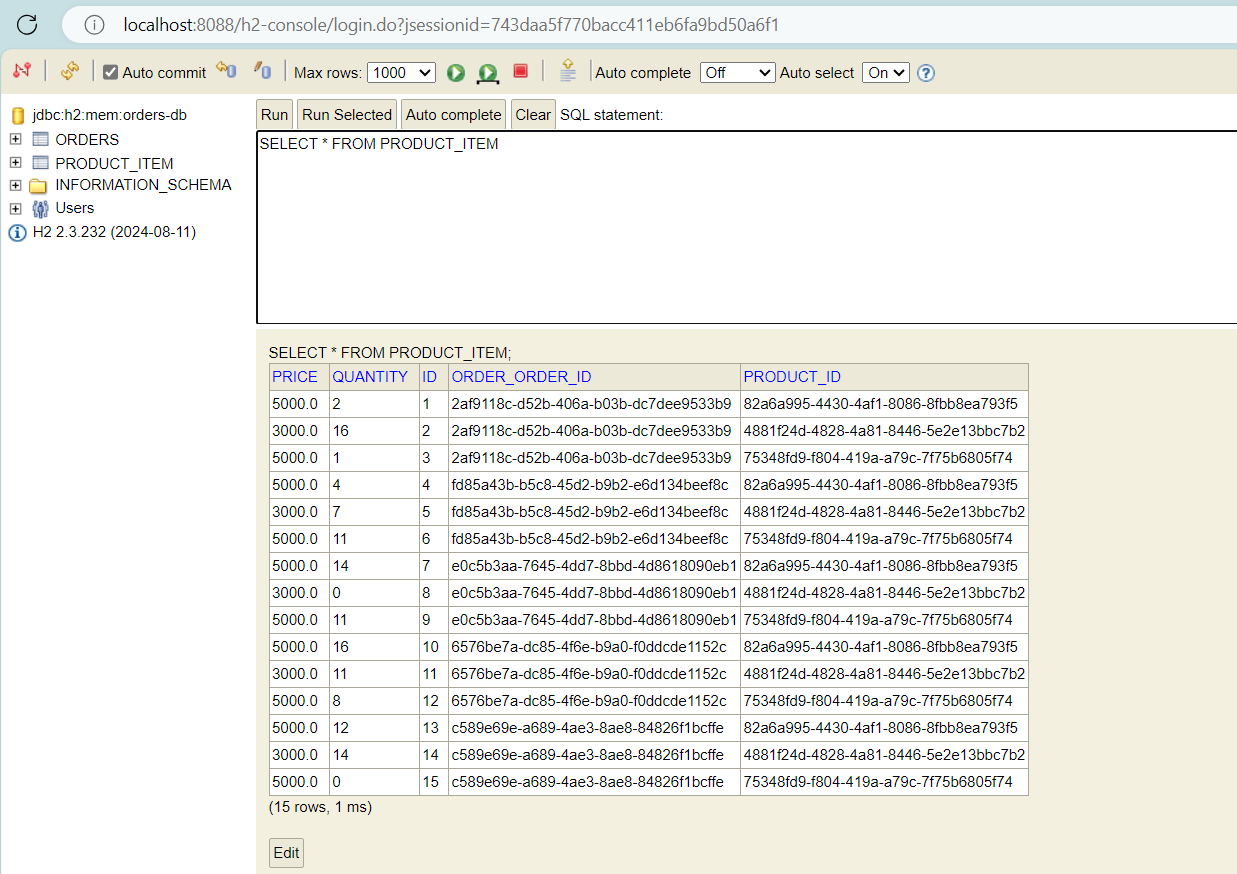 localhost:8088/h2-console/login.do?jsessionid=743daa5f770bacc411eb6fa9bd50a6f1
Auto commit Max rows: 1000 Auto complete Off Auto select On ?
jdbc:h2:mem:orders-db
ORDERS
PRODUCT_ITEM
INFORMATION_SCHEMA
Users
H2 2.3.232 (2024-08-11)
Run Run Selected Auto complete Clear SQL statement:
SELECT * FROM PRODUCT_ITEM
SELECT * FROM PRODUCT_ITEM;
PRICE QUANTITY ID ORDER_ORDER_ID PRODUCT_ID
5000.0 2 1 2af9118c-d52b-406a-b03b-dc7dee9533b9 82a6a995-4430-4af1-8086-8fbb8ea793f5
3000.0 16 2 2af9118c-d52b-406a-b03b-dc7dee9533b9 4881f24d-4828-4a81-8446-5e2e13bbc7b2
5000.0 1 3 2af9118c-d52b-406a-b03b-dc7dee9533b9 75348fd9-f804-419a-a79c-7f75b6805f74
5000.0 4 4 fd85a43b-b5c8-45d2-b9b2-e6d134beef8c 82a6a995-4430-4af1-8086-8fbb8ea793f5
3000.0 7 5 fd85a43b-b5c8-45d2-b9b2-e6d134beef8c 4881f24d-4828-4a81-8446-5e2e13bbc7b2
5000.0 11 6 fd85a43b-b5c8-45d2-b9b2-e6d134beef8c 75348fd9-f804-419a-a79c-7f75b6805f74
5000.0 14 7 e0c5b3aa-7645-4dd7-8bbd-4d8618090eb1 82a6a995-4430-4af1-8086-8fbb8ea793f5
3000.0 0 8 e0c5b3aa-7645-4dd7-8bbd-4d8618090eb1 4881f24d-4828-4a81-8446-5e2e13bbc7b2
5000.0 11 9 e0c5b3aa-7645-4dd7-8bbd-4d8618090eb1 75348fd9-f804-419a-a79c-7f75b6805f74
5000.0 16 10 6576be7a-dc85-4f6e-b9a0-f0ddcde1152c 82a6a995-4430-4af1-8086-8fbb8ea793f5
3000.0 11 11 6576be7a-dc85-4f6e-b9a0-f0ddcde1152c 4881f24d-4828-4a81-8446-5e2e13bbc7b2
5000.0 8 12 6576be7a-dc85-4f6e-b9a0-f0ddcde1152c 75348fd9-f804-419a-a79c-7f75b6805f74
5000.0 12 13 c589e69e-a689-4ae3-8ae8-84826f1bcffe 82a6a995-4430-4af1-8086-8fbb8ea793f5
3000.0 14 14 c589e69e-a689-4ae3-8ae8-84826f1bcffe 4881f24d-4828-4a81-8446-5e2e13bbc7b2
5000.0 0 15 c589e69e-a689-4ae3-8ae8-84826f1bcffe 75348fd9-f804-419a-a79c-7f75b6805f74
(15 rows, 1 ms)
Edit